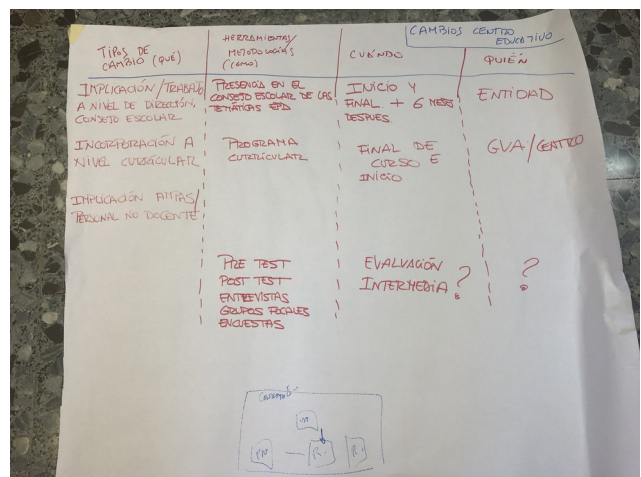 CAMBIOS CENTRO
EDUCATIVO
TIPOS DE
CAMBIO (QUÉ)
HERRAMIENTAS/
METODOLOGÍAS
(CÓMO)
CUÁNDO
QUIÉN
IMPLICACIÓN/TRABAJO
A NIVEL DE DIRECCIÓN,
CONSEJO ESCOLAR
PRESENCIA EN EL
CONSEJO ESCOLAR DE LAS
TEMÁTICAS EPD
INICIO Y
FINAL + 6 MESES
DESPUES
ENTIDAD
INCORPORACIÓN A
NIVEL CURRICULAR
PROGRAMA
CURRICULAR
FINAL DE
CURSO E
INICIO
GVA/CENTRO
IMPLICACIÓN AMPAS/
PERSONAL NO DOCENTE
PRE TEST
POST TEST
ENTREVISTAS
GRUPOS FOCALES
ENCUESTAS
EVALUACIÓN
INTERMEDIA ?
?